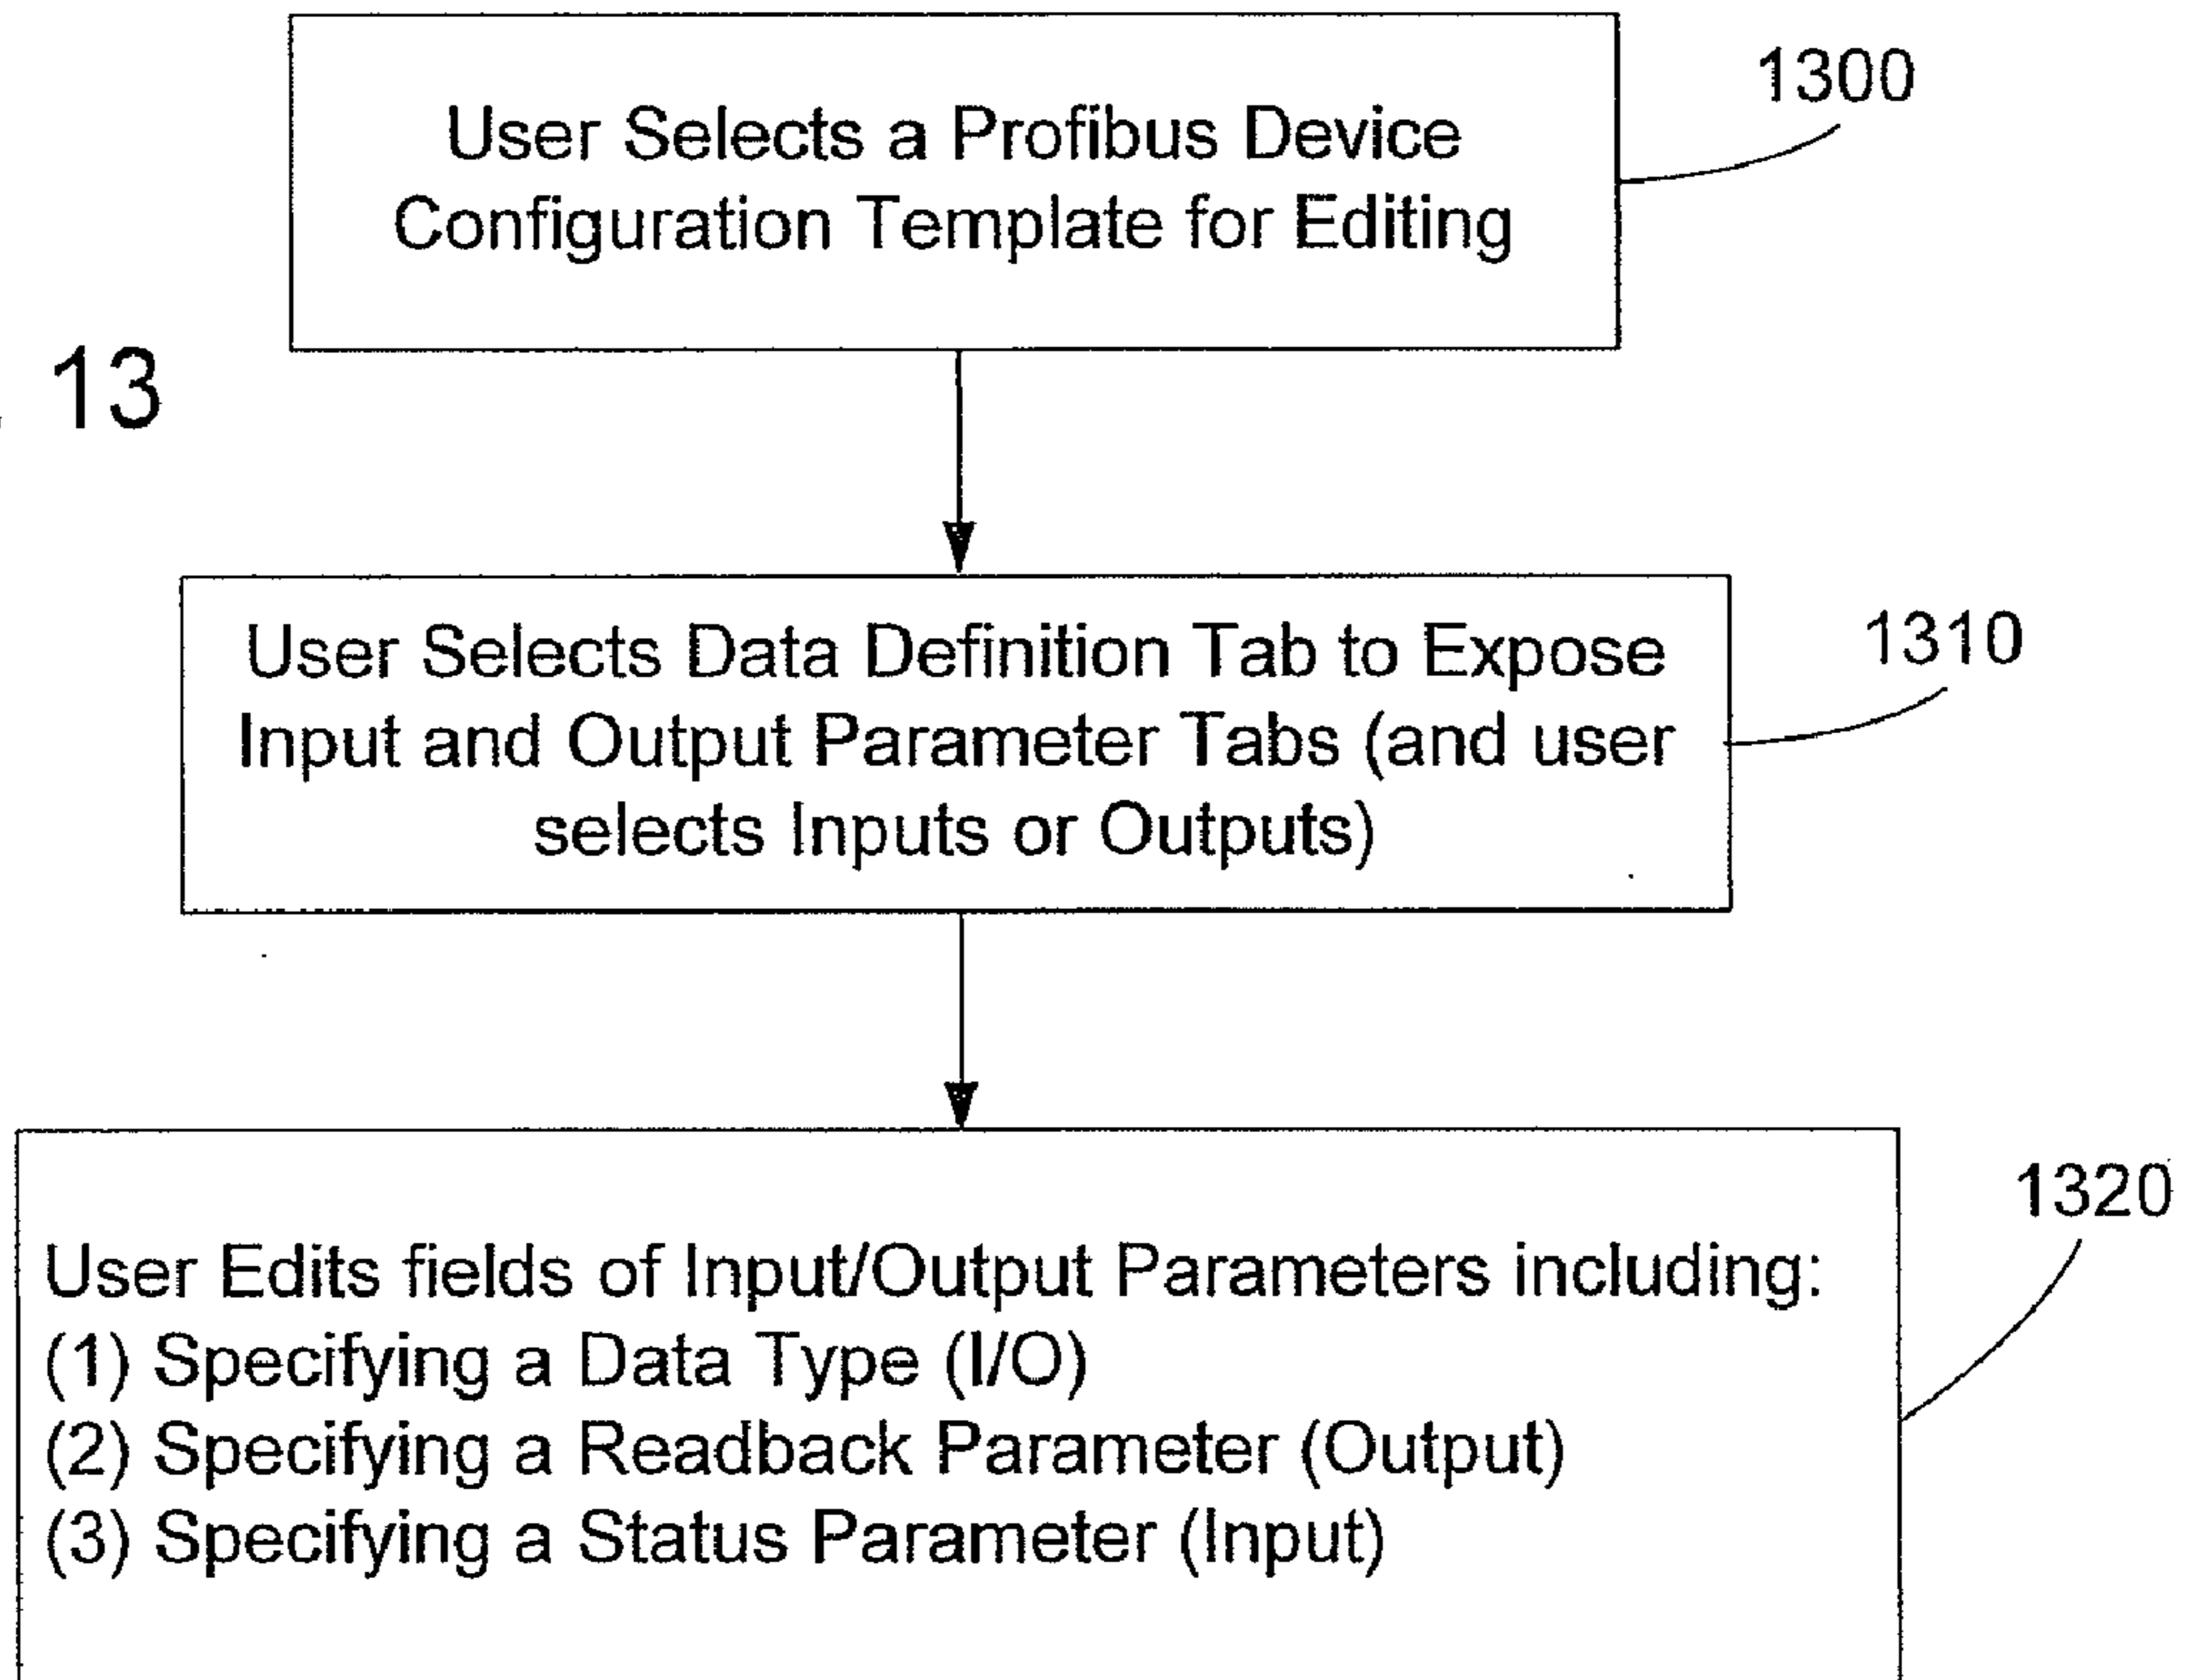 User Selects a Profibus Device
Configuration Template for Editing
1300
13
User Selects Data Definition Tab to Expose
Input and Output Parameter Tabs (and user
selects Inputs or Outputs)
1310
User Edits fields of Input/Output Parameters including:
(1) Specifying a Data Type (I/O)
(2) Specifying a Readback Parameter (Output)
(3) Specifying a Status Parameter (Input)
1320